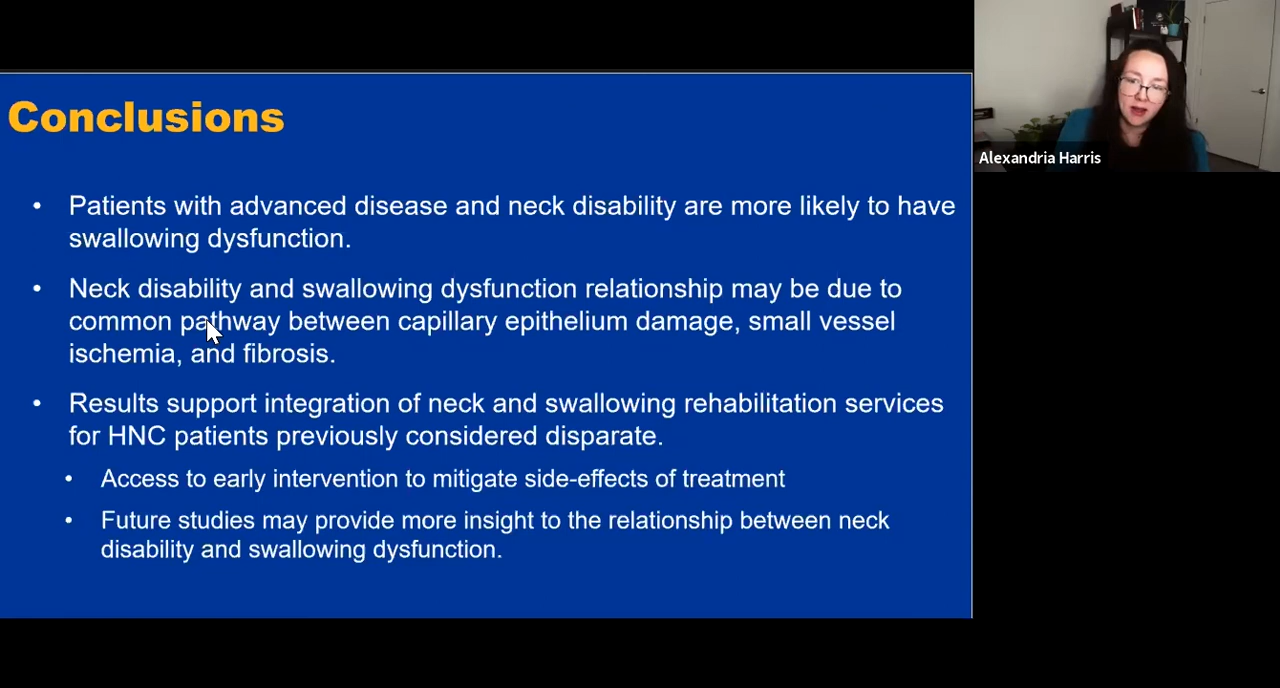 Conclusions
• Patients with advanced disease and neck disability are more likely to have
swallowing dysfunction.
• Neck disability and swallowing dysfunction relationship may be due to
common pathway between capillary epithelium damage, small vessel
ischemia, and fibrosis.
• Results support integration of neck and swallowing rehabilitation services
for HNC patients previously considered disparate.
• Access to early intervention to mitigate side-effects of treatment
• Future studies may provide more insight to the relationship between neck
disability and swallowing dysfunction.
Alexandria Harris